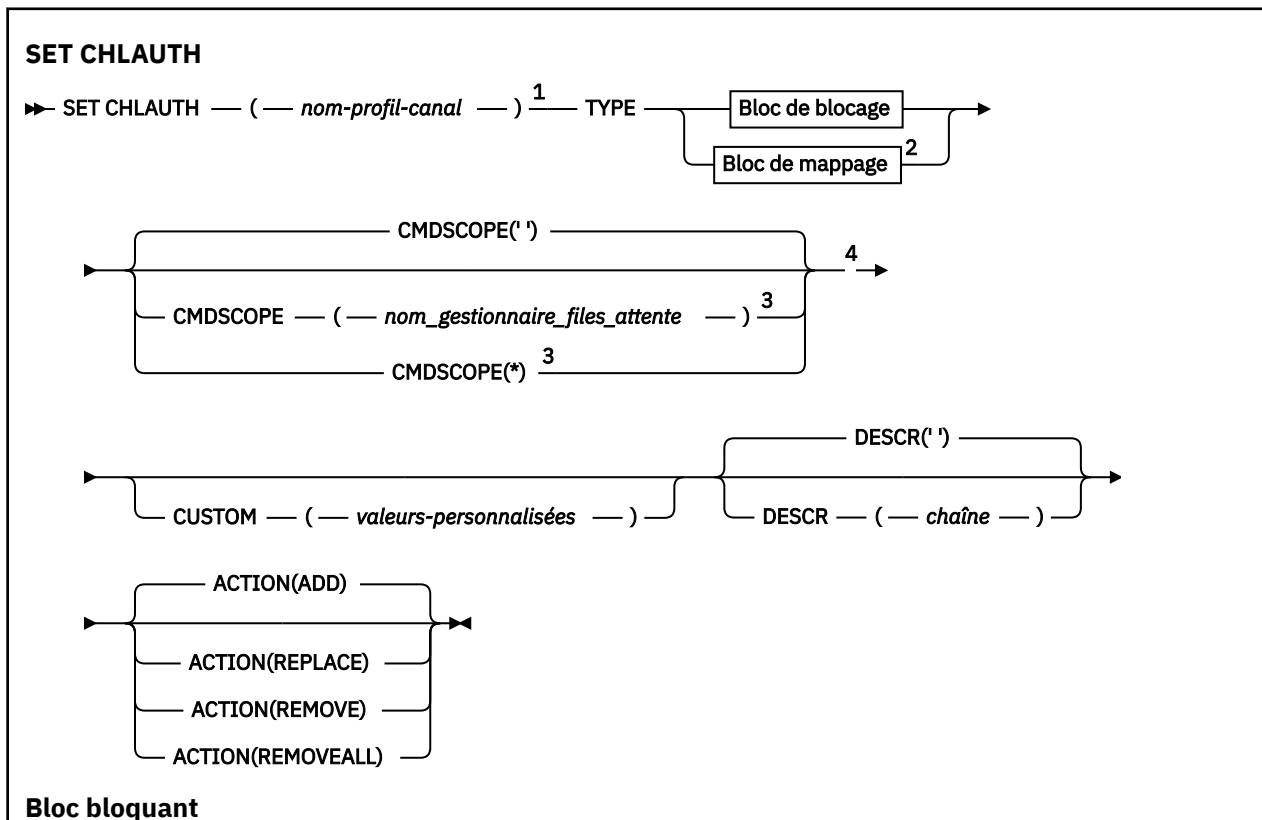 SET CHLAUTH
SET CHLAUTH ( nom-profil-canal ) 1 TYPE Bloc de blocage
Bloc de mappage 2
CMDSCOPE(' ')
4
CMDSCOPE ( nom_gestionnaire_files_attente ) 3
CMDSCOPE(*) 3
DESCR(' ')
CUSTOM ( valeurs-personnalisées ) DESCR ( chaîne )
ACTION(ADD)
ACTION(REPLACE)
ACTION(REMOVE)
ACTION(REMOVEALL)
Bloc bloquant